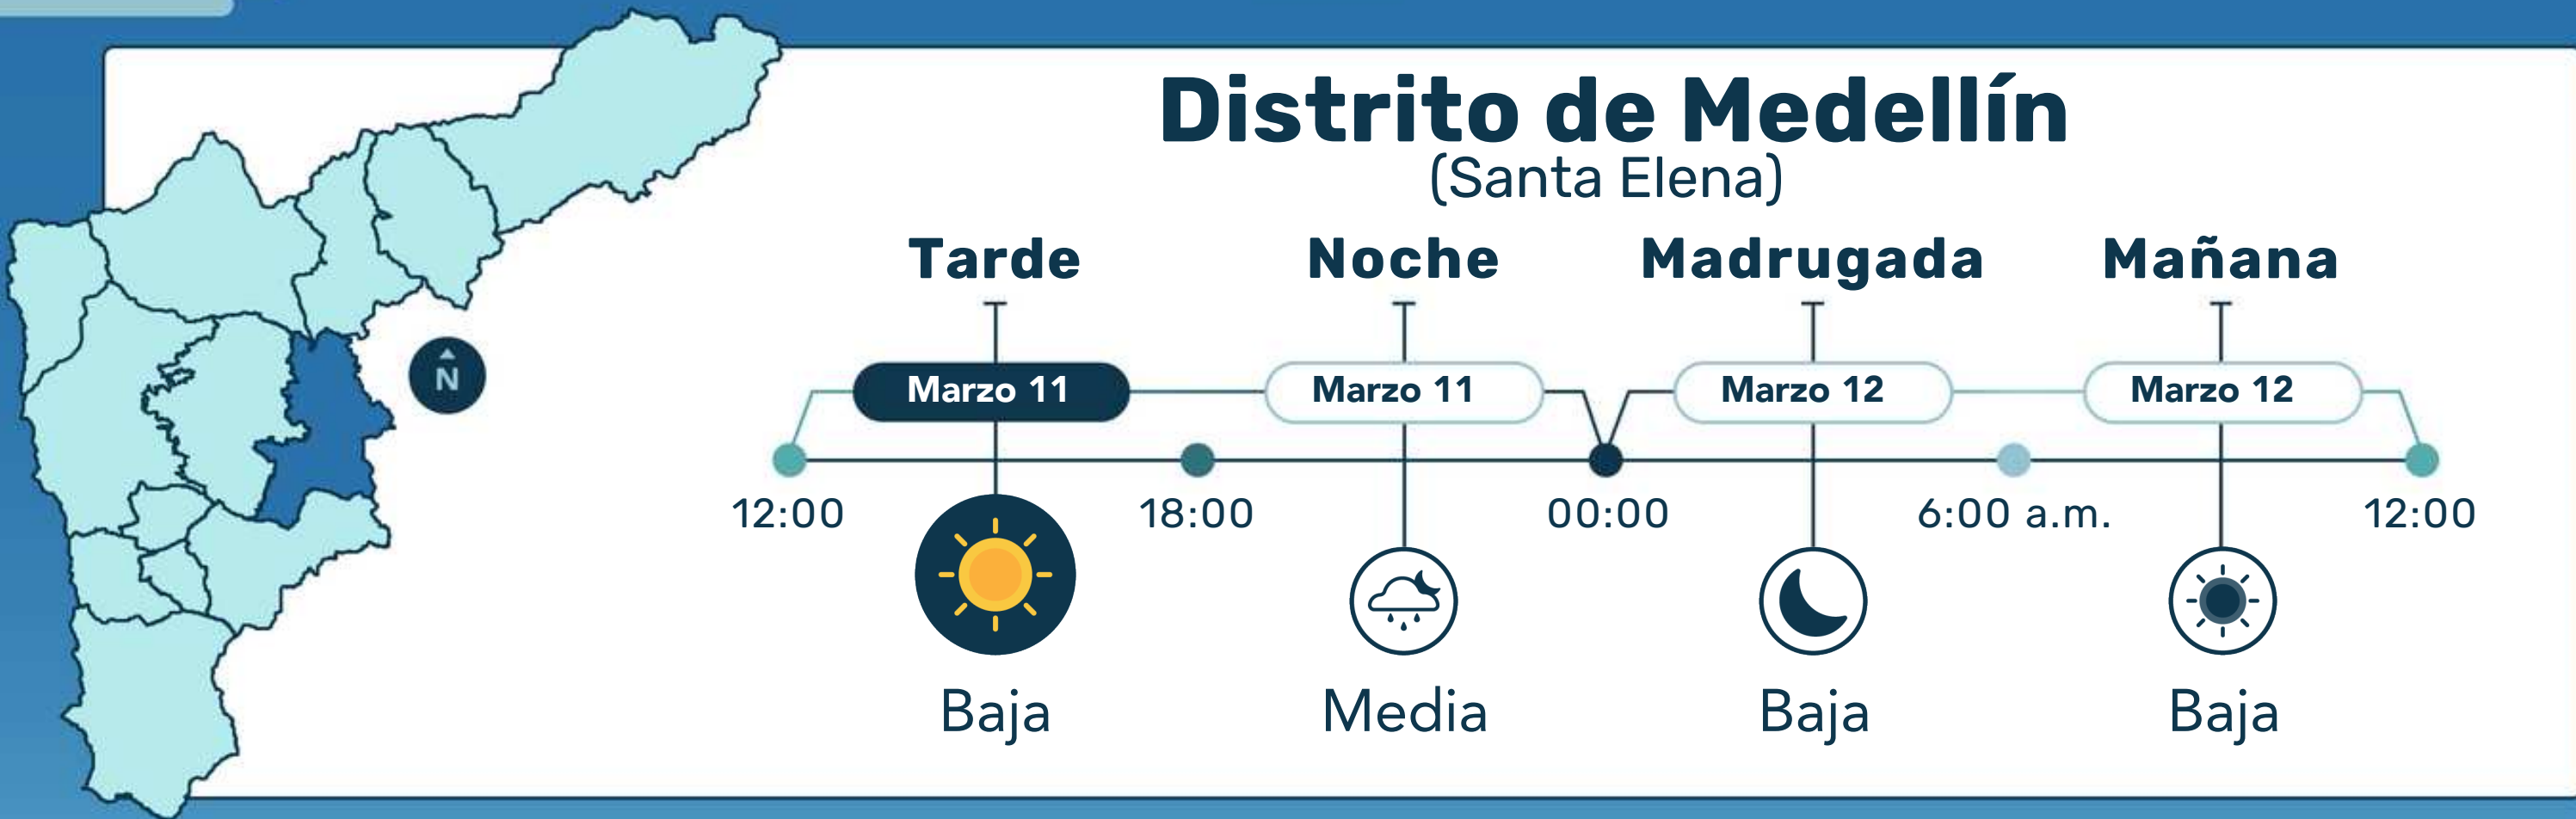 Distrito de Medellín
(Santa Elena)
Tarde Noche Madrugada Mañana
N
Marzo 11 Marzo 11 Marzo 12 Marzo 12
12:00 18:00 00:00 6:00 a.m. 12:00
Baja Media Baja Baja